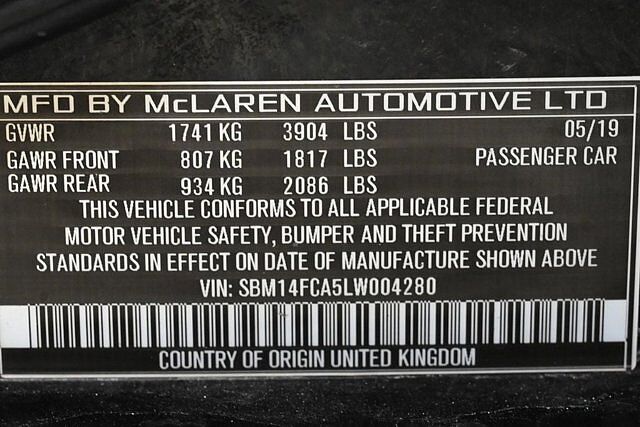 MFD BY McLAREN AUTOMOTIVE LTD
GVWR 1741 KG 3904 LBS 05/19
GAWR FRONT 807 KG 1817 LBS PASSENGER CAR
GAWR REAR 934 KG 2086 LBS
THIS VEHICLE CONFORMS TO ALL APPLICABLE FEDERAL
MOTOR VEHICLE SAFETY, BUMPER AND THEFT PREVENTION
STANDARDS IN EFFECT ON DATE OF MANUFACTURE SHOWN ABOVE
VIN: SBM14FCA5LW004280
COUNTRY OF ORIGIN UNITED KINGDOM